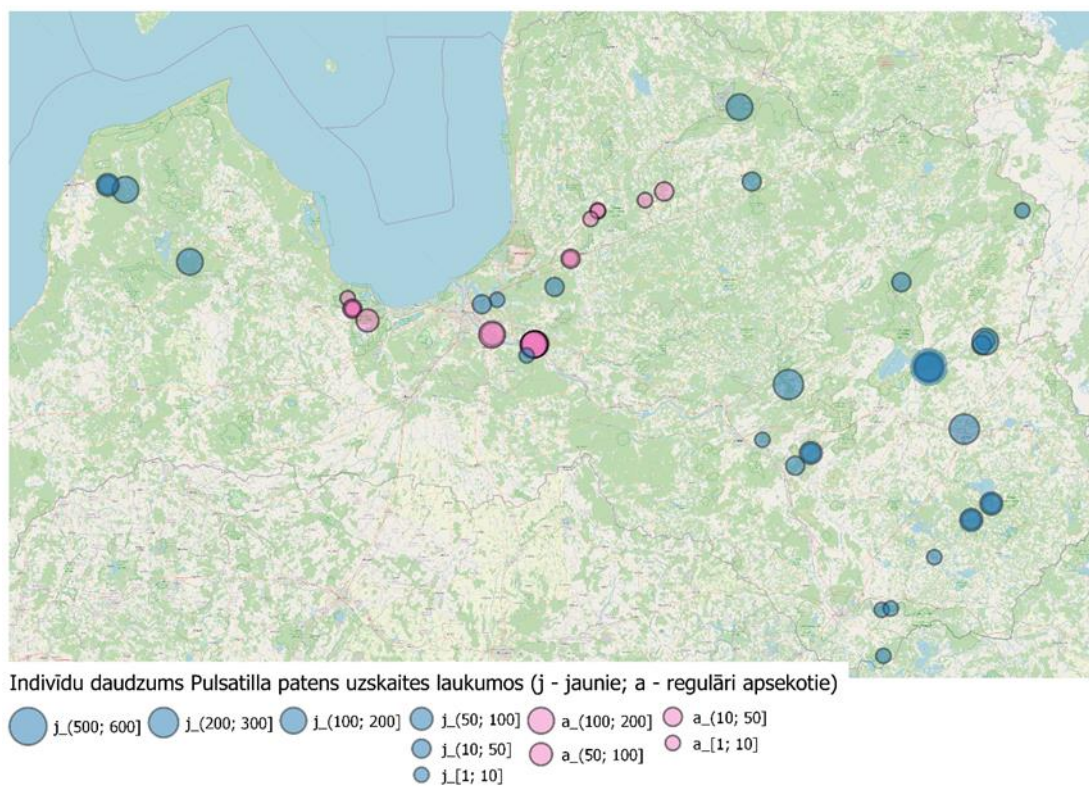 Indivīdu daudzums Pulsatilla patens uzskaites laukumos (j - jaunie; a - regulāri apsekotie)
j_(500; 600] j_(200; 300] j_(100; 200] j_(50; 100] a_(100; 200] a_(10; 50]
j_(10; 50] a_(50; 100] a_[1; 10]
j_[1; 10]